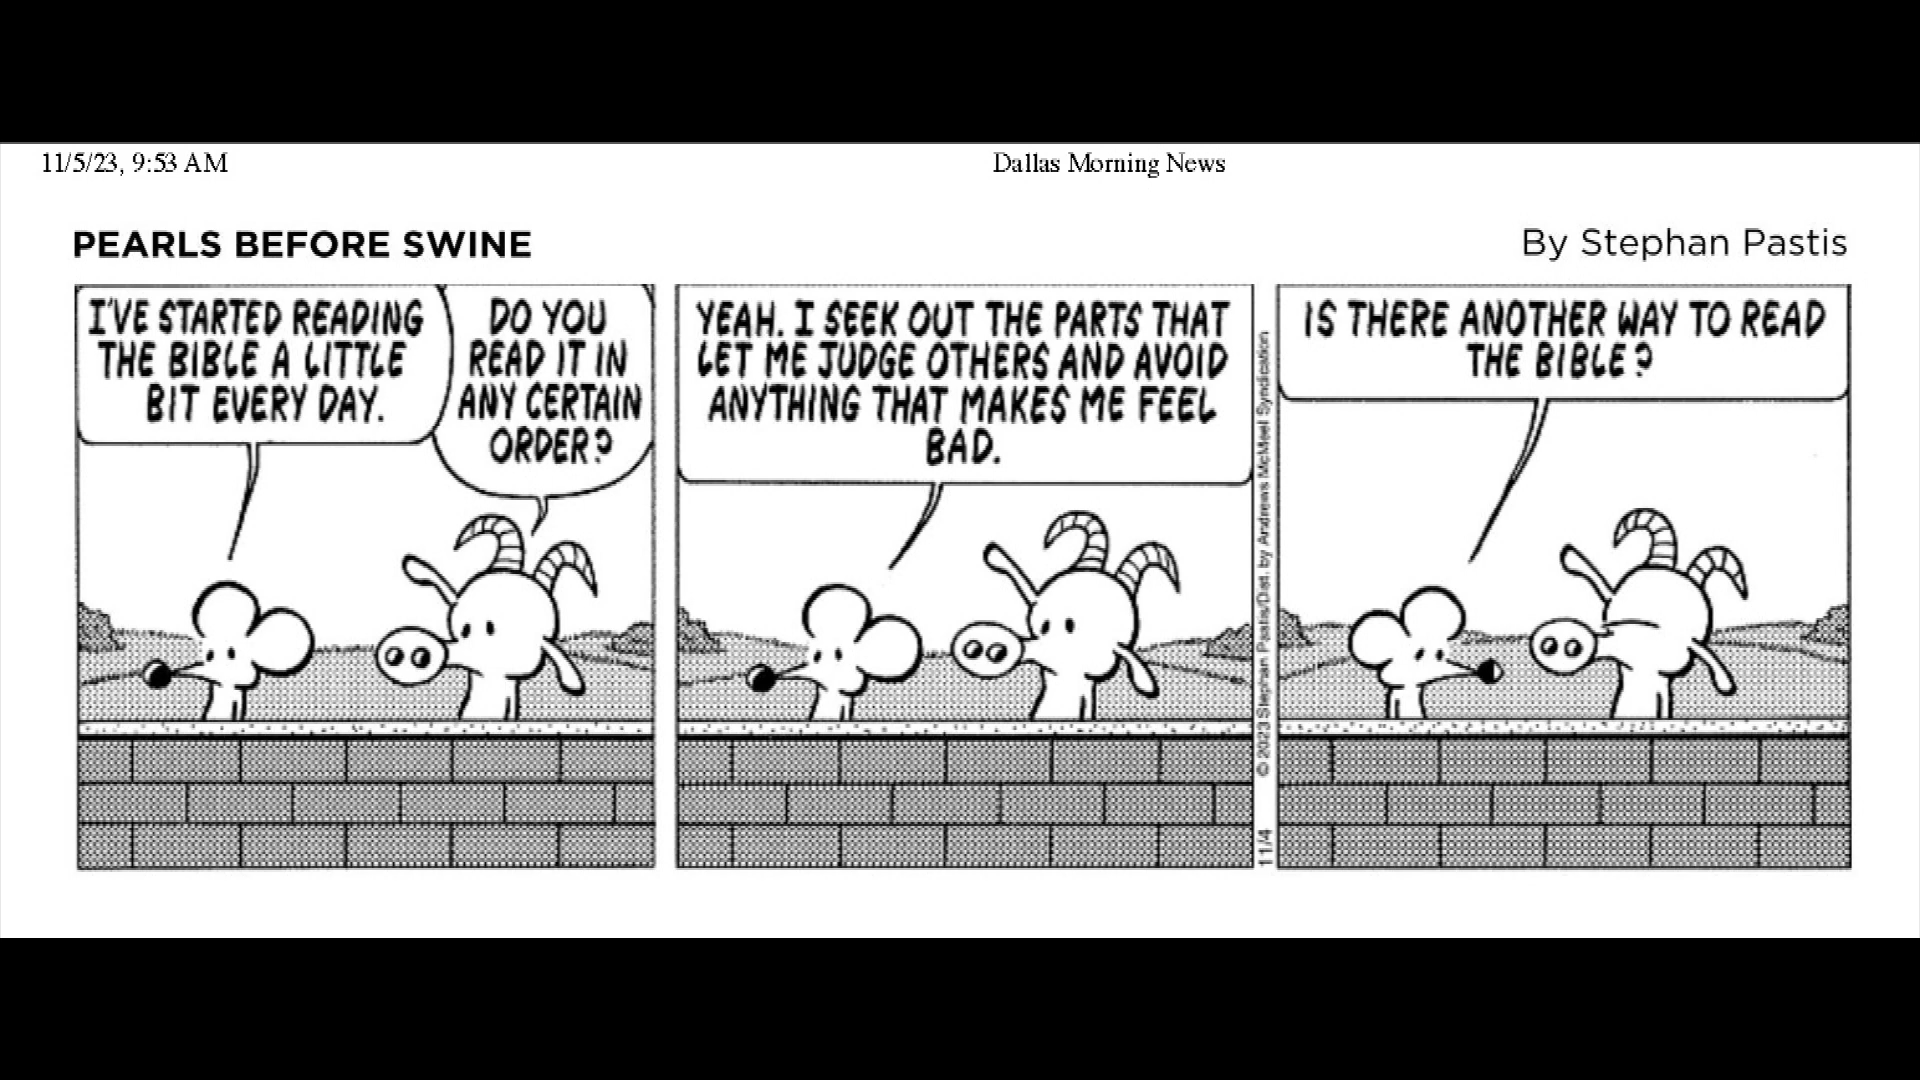 11/5/23, 9:53 AM
Dallas Morning News
PEARLS BEFORE SWINE
By Stephan Pastis
I'VE STARTED READING
THE BIBLE A LITTLE
BIT EVERY DAY.
DO YOU
READ IT IN
ANY CERTAIN
ORDER?
YEAH. I SEEK OUT THE PARTS THAT
LET ME JUDGE OTHERS AND AVOID
ANYTHING THAT MAKES ME FEEL
BAD.
11/4 © 2023 Stephan Pastis/Dist. by Andrews McMeel Syndication
IS THERE ANOTHER WAY TO READ
THE BIBLE?